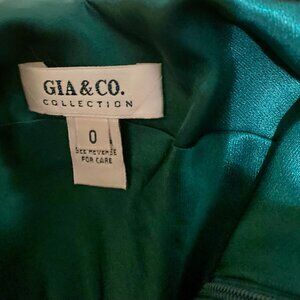 GIA & CO.
COLLECTION
0
SEE REVERSE
FOR CARE